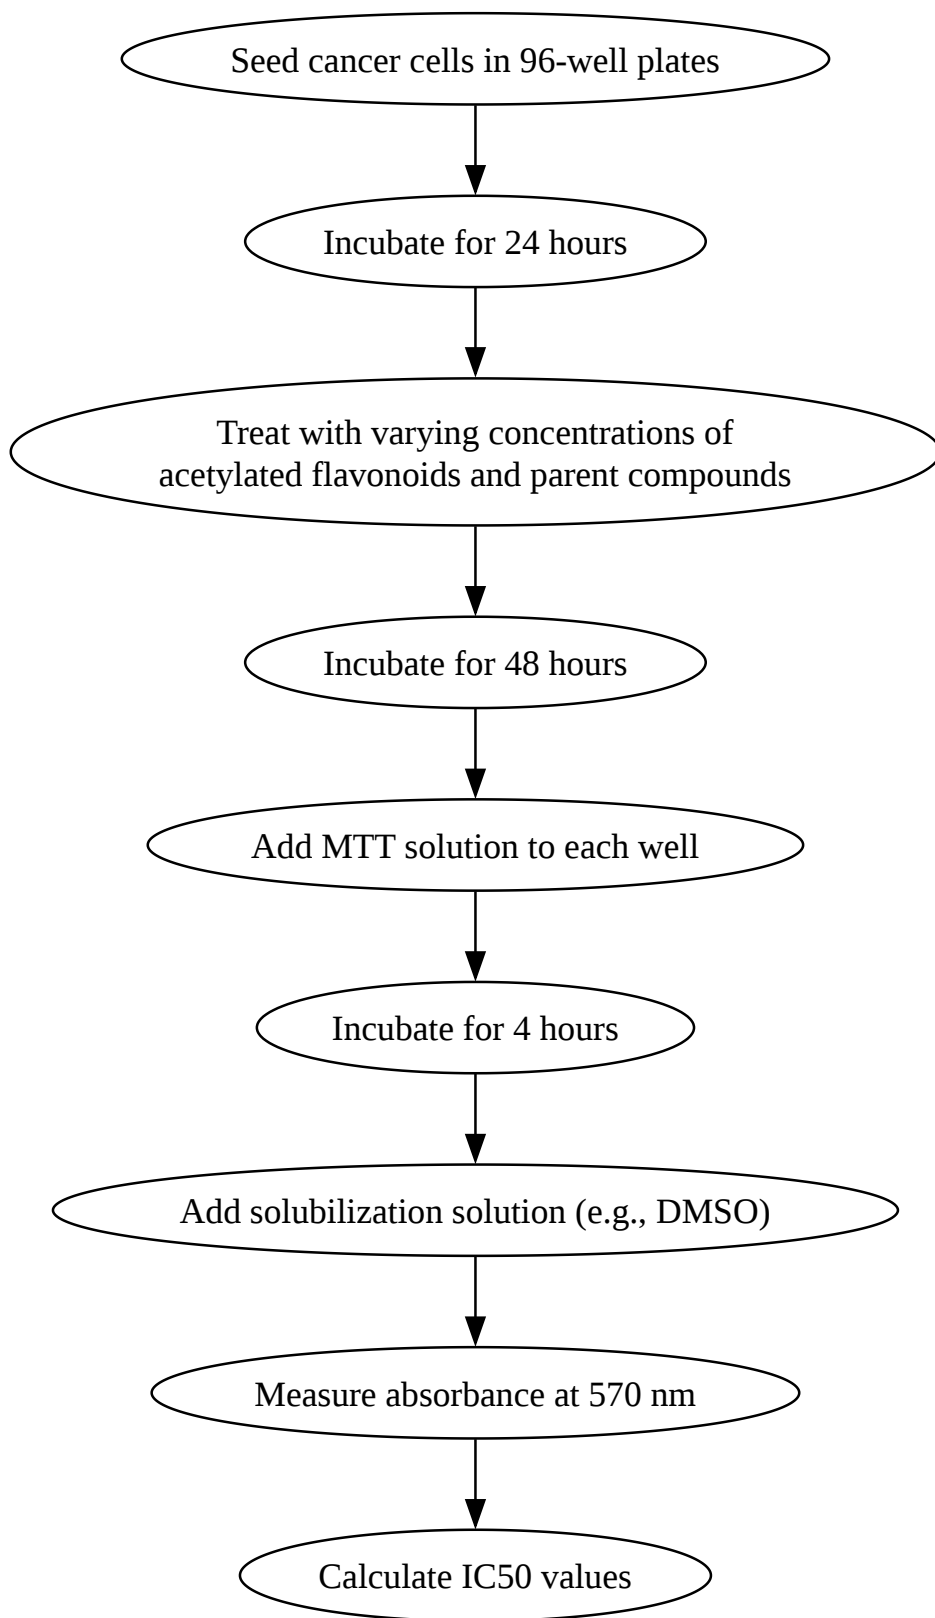 Seed cancer cells in 96-well plates
Incubate for 24 hours
Treat with varying concentrations of
acetylated flavonoids and parent compounds
Incubate for 48 hours
Add MTT solution to each well
Incubate for 4 hours
Add solubilization solution (e.g., DMSO)
Measure absorbance at 570 nm
Calculate IC50 values